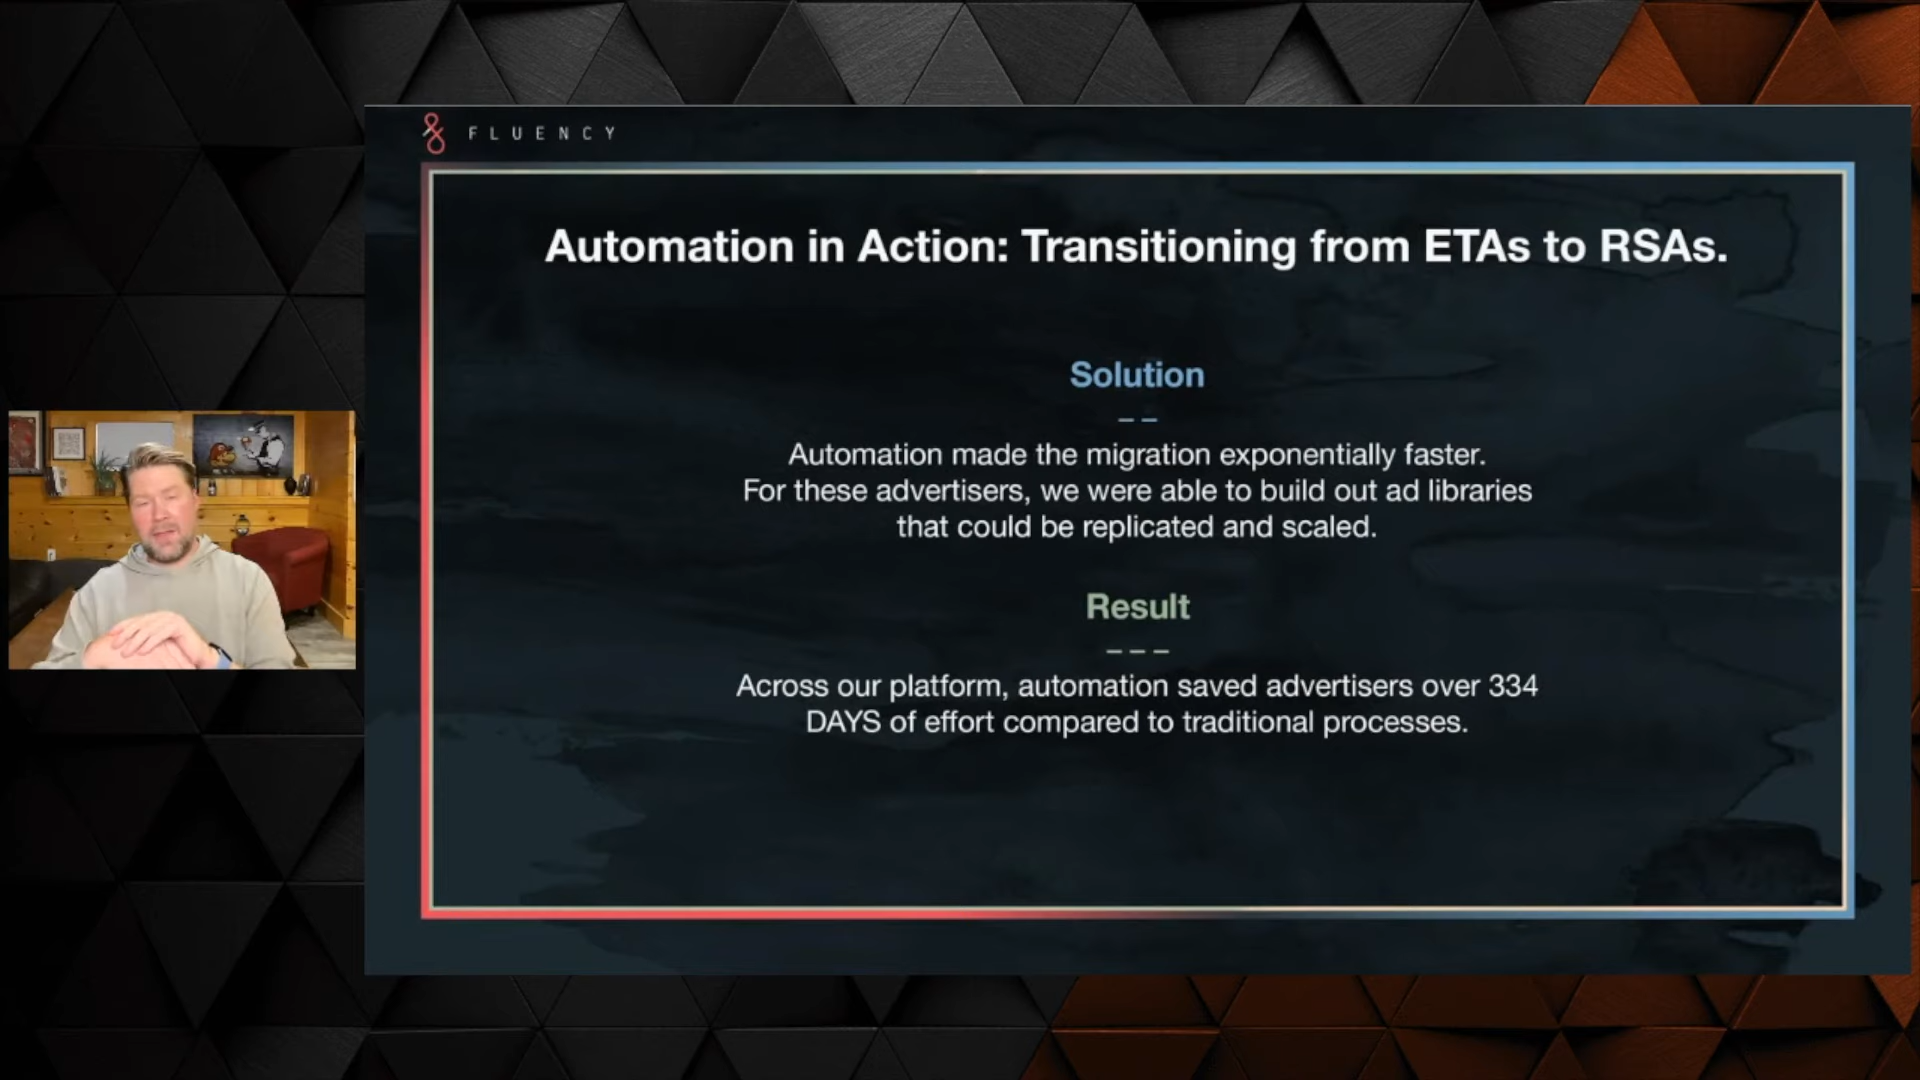 FLUENCY
Automation in Action: Transitioning from ETAs to RSAs.
Solution
Automation made the migration exponentially faster.
For these advertisers, we were able to build out ad libraries
that could be replicated and scaled.
Result
Across our platform, automation saved advertisers over 334
DAYS of effort compared to traditional processes.